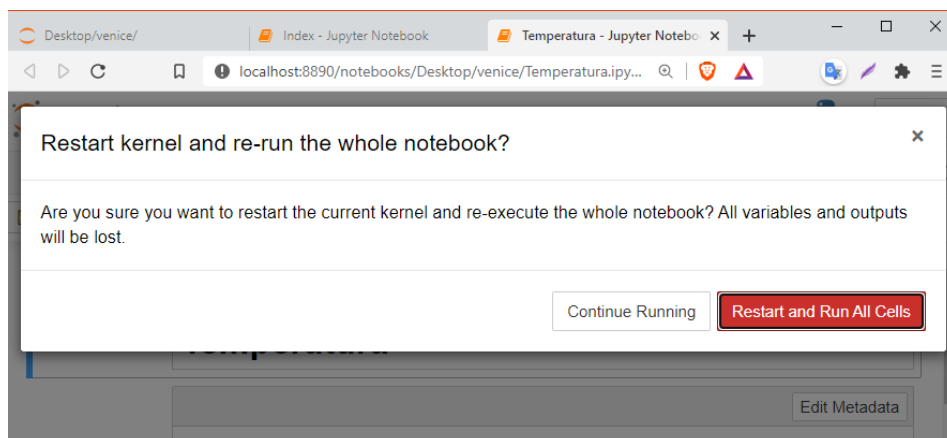 Desktop/venice/
Index - Jupyter Notebook
Temperatura - Jupyter Notebo
localhost:8890/notebooks/Desktop/venice/Temperatura.ipy...
Restart kernel and re-run the whole notebook?
Are you sure you want to restart the current kernel and re-execute the whole notebook? All variables and outputs
will be lost.
Continue Running
Restart and Run All Cells
Temperatura
Edit Metadata